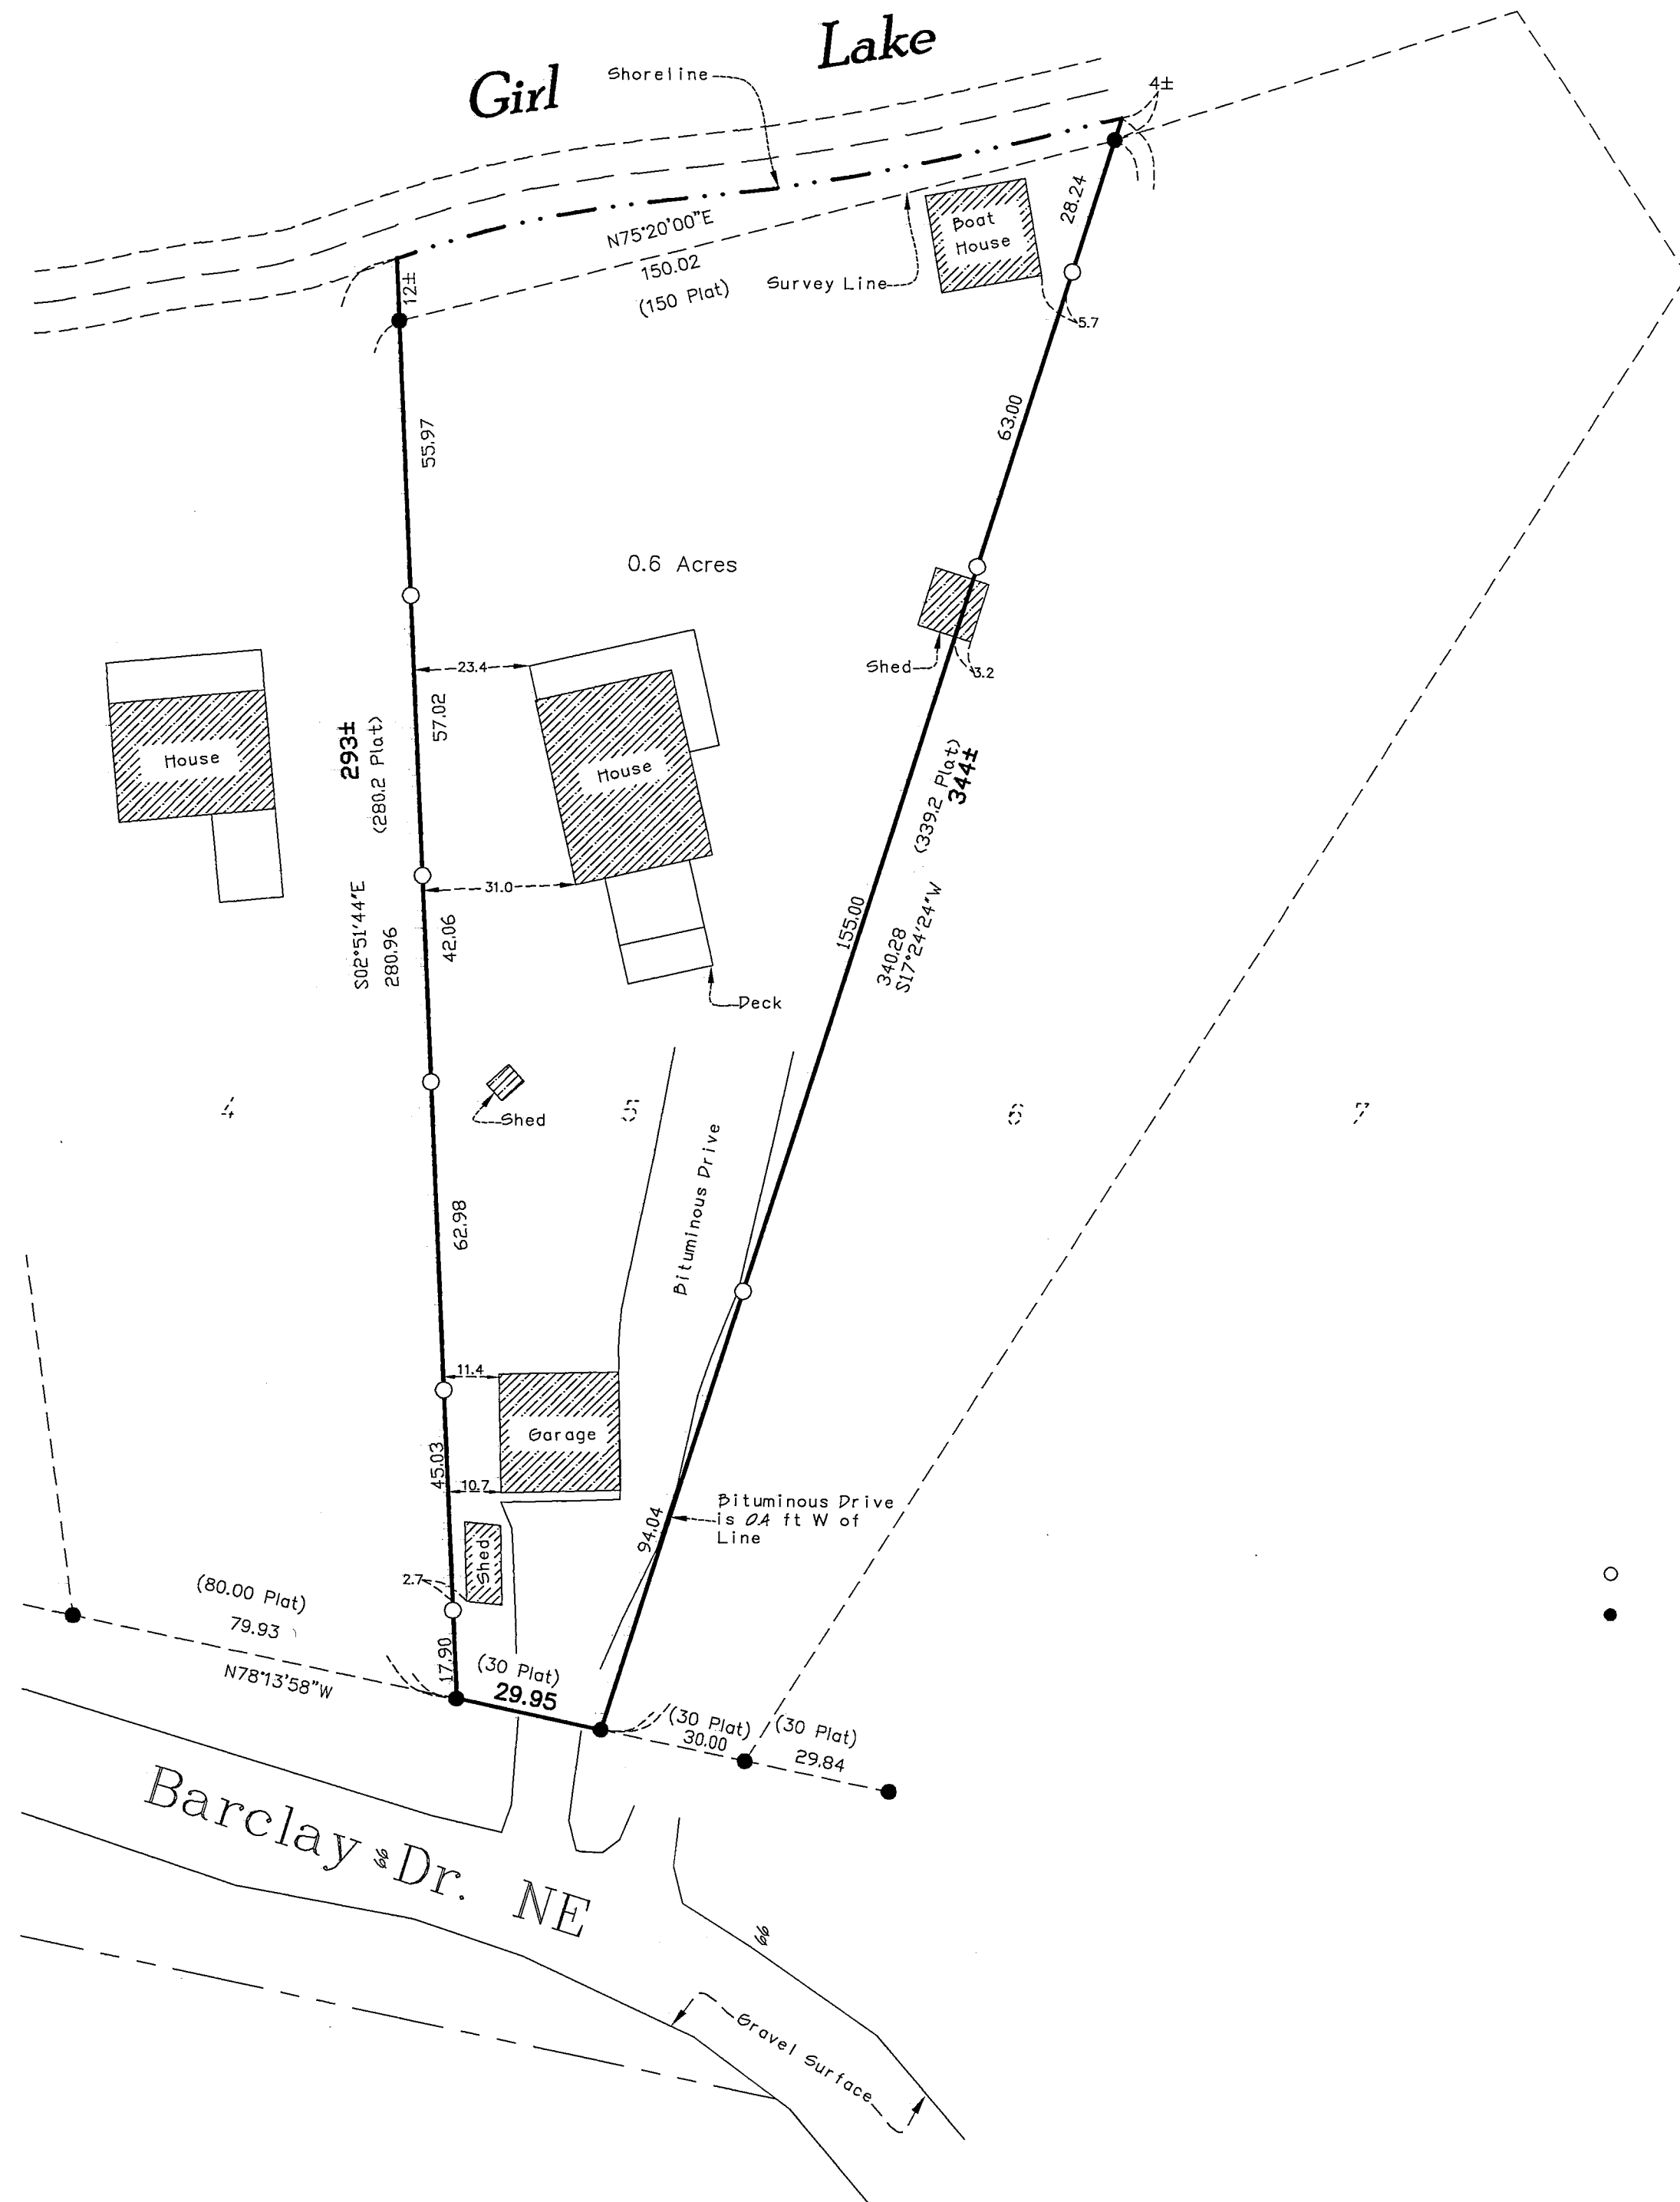 Girl Lake
Shoreline
4±
N75°20'00"E
150.02
(150 Plat)
Survey Line
Boat
House
28.24
12±
5.7
55.97
63.00
0.6 Acres
23.4
Shed
3.2
House
293±
(280.2 Plat)
57.02
House
(339.2 Plat)
344±
31.0
S02°51'44"E
280.96
42.06
155.00
340.28
S17°24'24"W
Deck
Shed
4
5
6
7
Bituminous Drive
62.98
11.4
Garage
45.03
10.7
Bituminous Drive
is 0.4 ft W of
Line
94.04
Shed
2.7
(80.00 Plat)
79.93
N78°13'58"W
17.90
(30 Plat)
29.95
(30 Plat)
30.00
(30 Plat)
29.84
Barclay Dr. NE
66
66
Gravel Surface